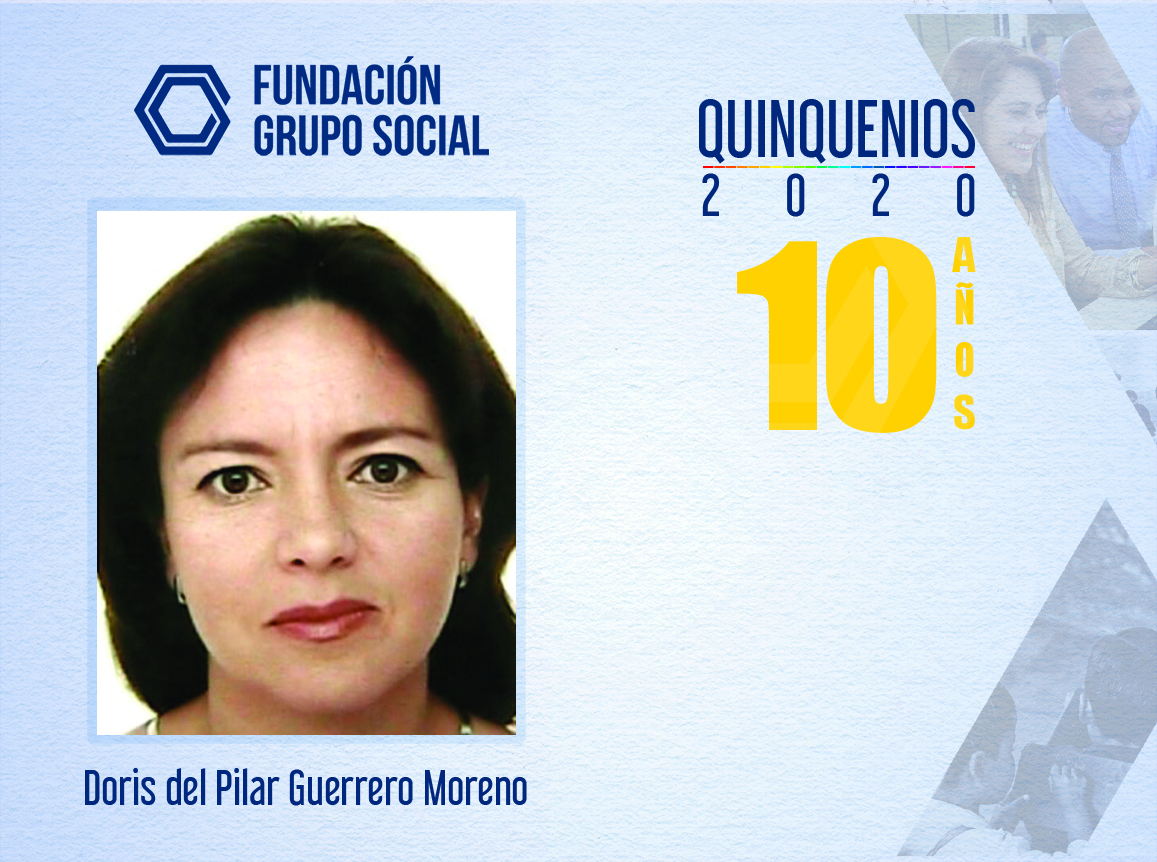 FUNDACIÓN
GRUPO SOCIAL
QUINQUENIOS
2020
10
AÑOS
Doris del Pilar Guerrero Moreno